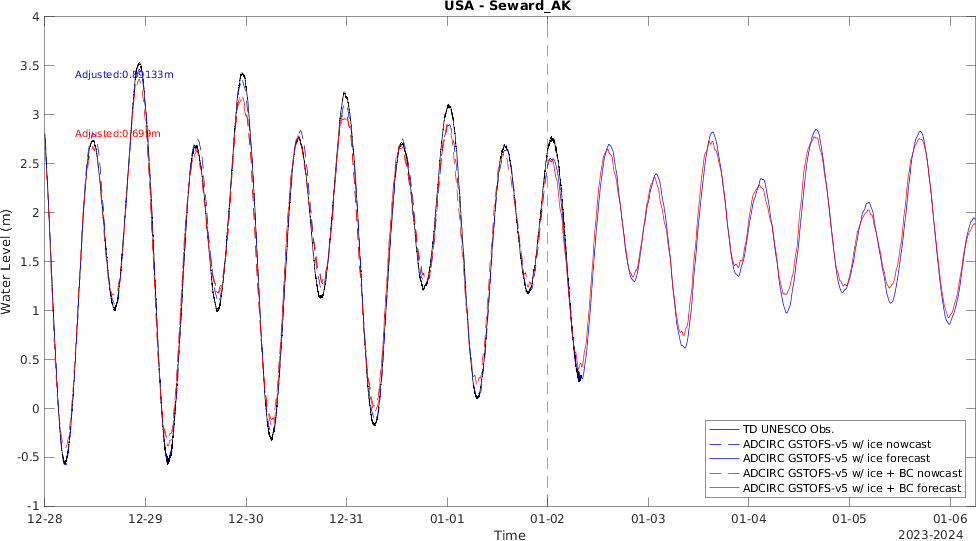 USA - Seward_AK
4
3.5
3
2.5
2
1.5
1
0.5
0
-0.5
-1
Water Level (m)
Adjusted:0.89133m
Adjusted:0.699m
TD UNESCO Obs.
ADCIRC GSTOFS-v5 w/ ice nowcast
ADCIRC GSTOFS-v5 w/ ice forecast
ADCIRC GSTOFS-v5 w/ ice + BC nowcast
ADCIRC GSTOFS-v5 w/ ice + BC forecast
12-28 12-29 12-30 12-31 01-01 01-02 01-03 01-04 01-05 01-06
Time
2023-2024